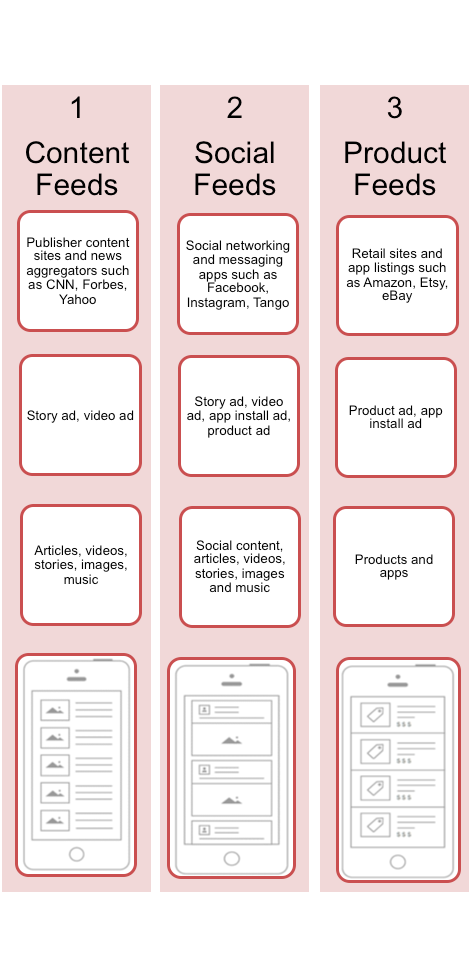 1
Content
Feeds
Publisher content
sites and news
aggregators such
as CNN, Forbes,
Yahoo
Story ad, video ad
Articles, videos,
stories, images,
music
2
Social
Feeds
Social networking
and messaging
apps such as
Facebook,
Instagram, Tango
Story ad, video
ad, app install ad,
product ad
Social content,
articles, videos,
stories, images
and music
3
Product
Feeds
Retail sites and
app listings such
as Amazon, Etsy,
eBay
Product ad, app
install ad
Products and
apps
$$$
$$$
$$$
$$$